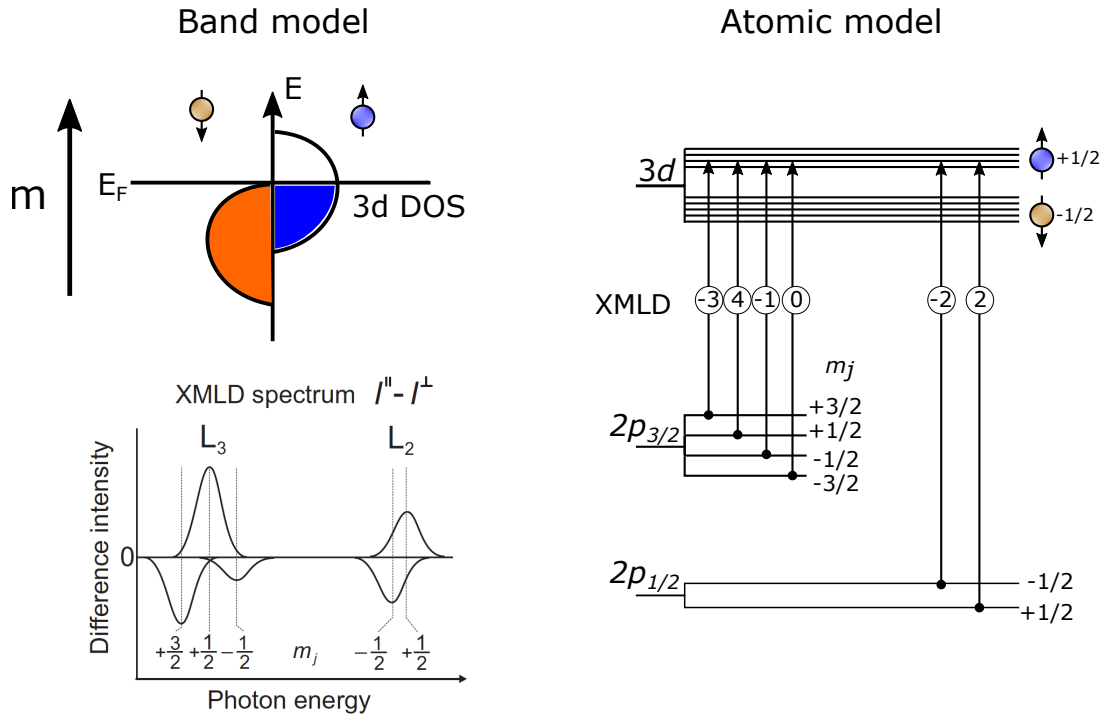 Band model
E
m
E_F
3d DOS
XMLD spectrum I^∥ - I^⊥
L_3
L_2
Difference intensity
0
+3/2 +1/2 -1/2 m_j -1/2 +1/2
Photon energy
Atomic model
3d
+1/2
-1/2
XMLD
-3 4 -1 0 -2 2
m_j
2p_3/2
+3/2
+1/2
-1/2
-3/2
2p_1/2
-1/2
+1/2